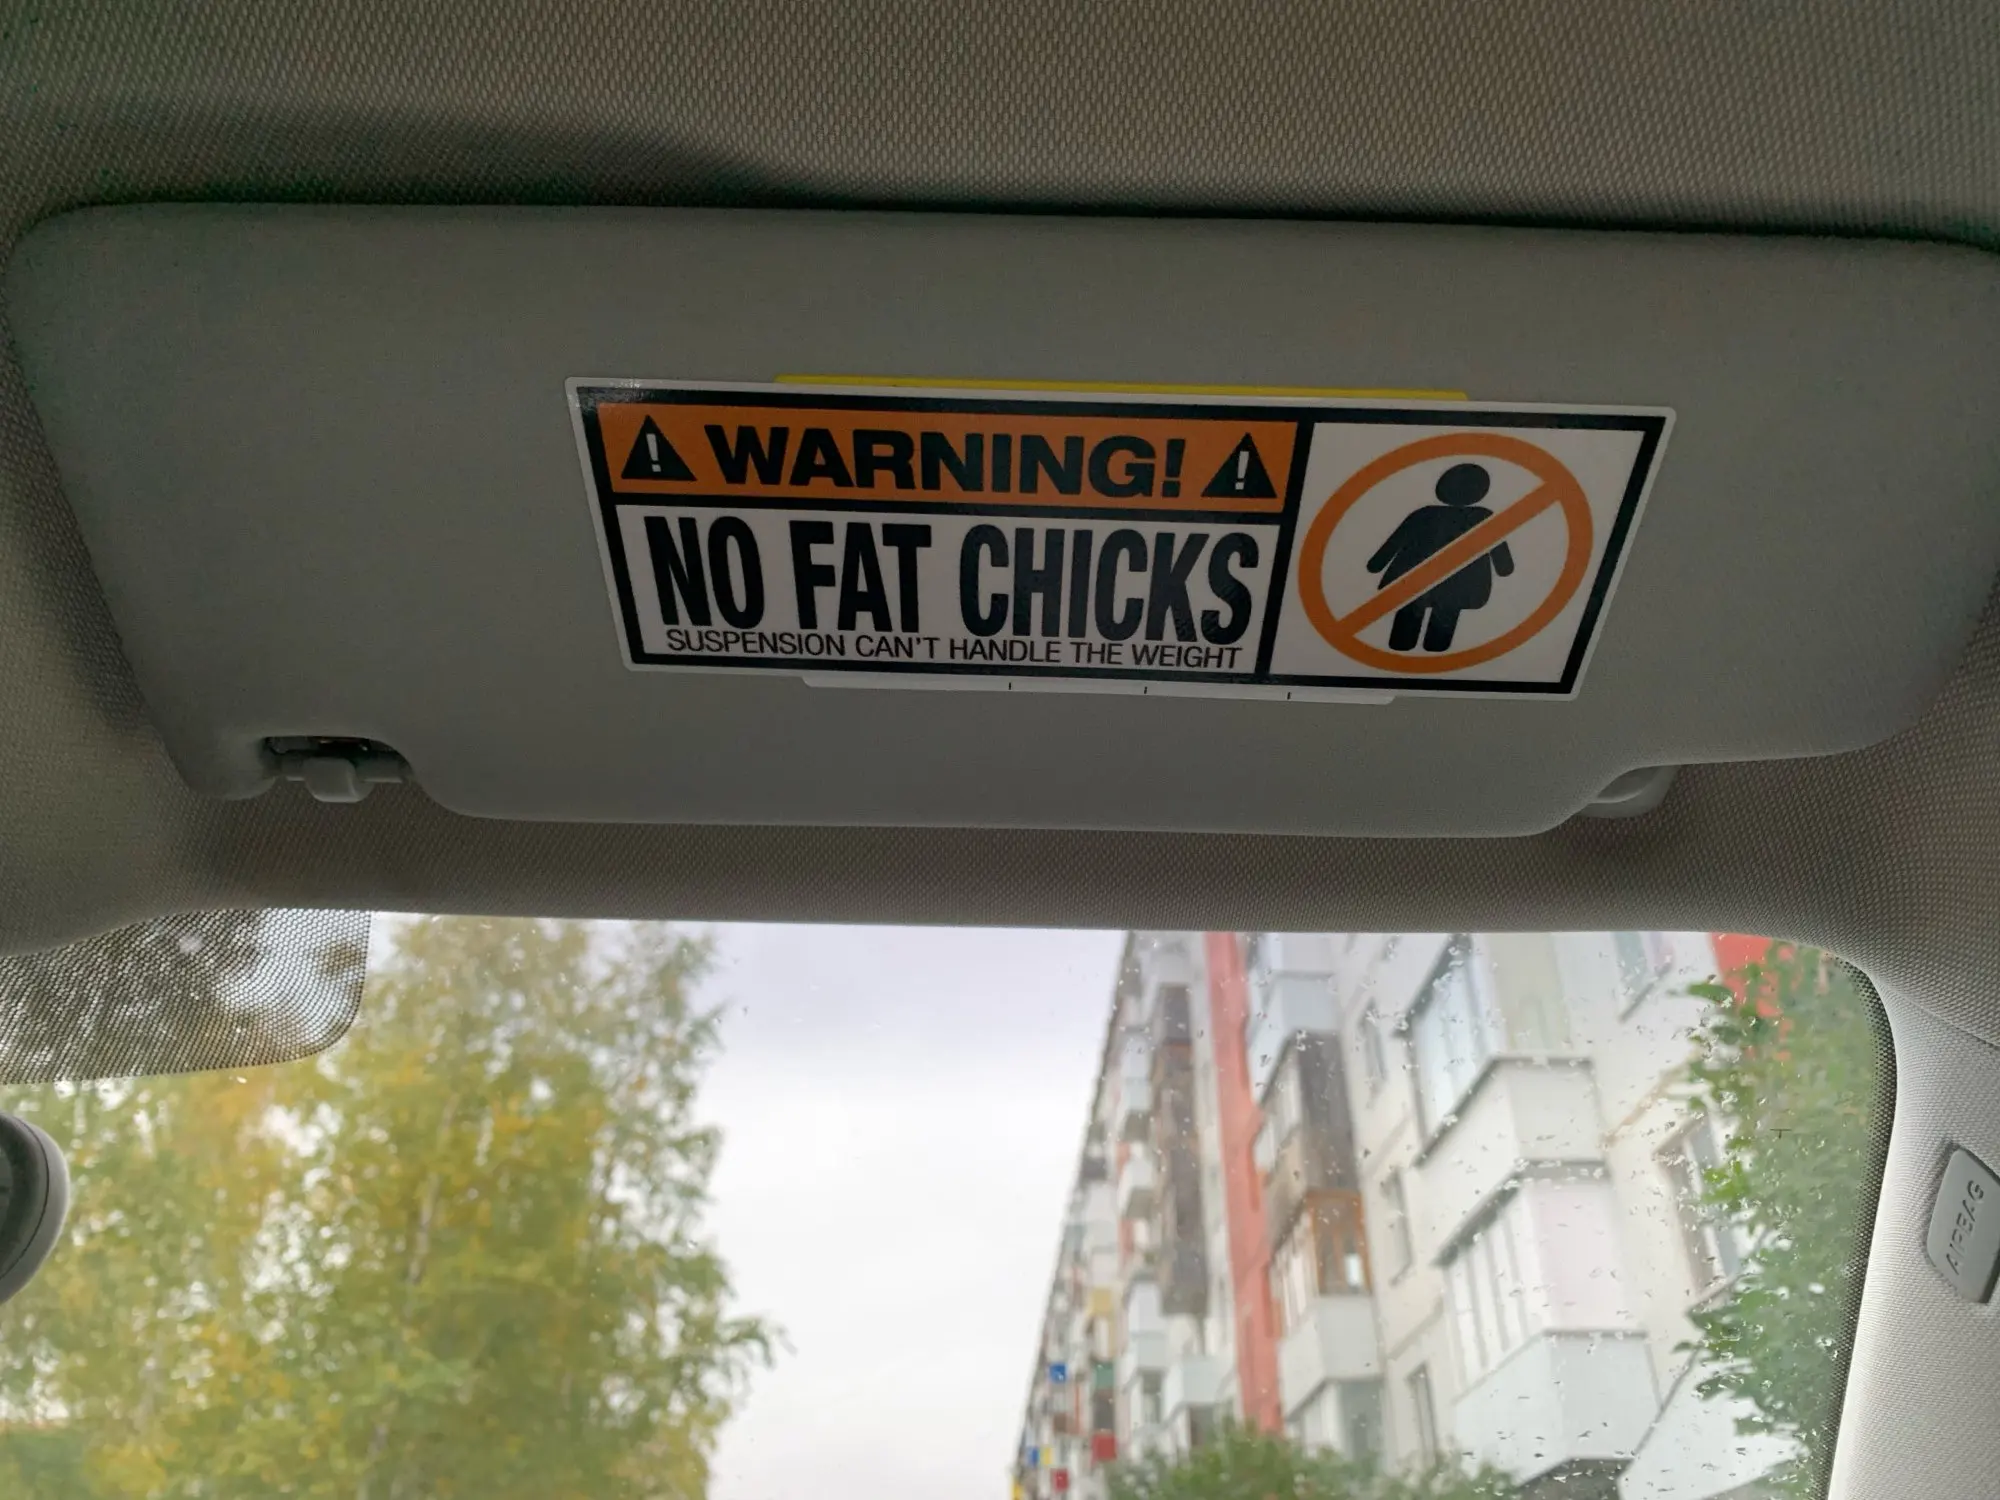 WARNING!
NO FAT CHICKS
SUSPENSION CAN'T HANDLE THE WEIGHT
AIRBAG